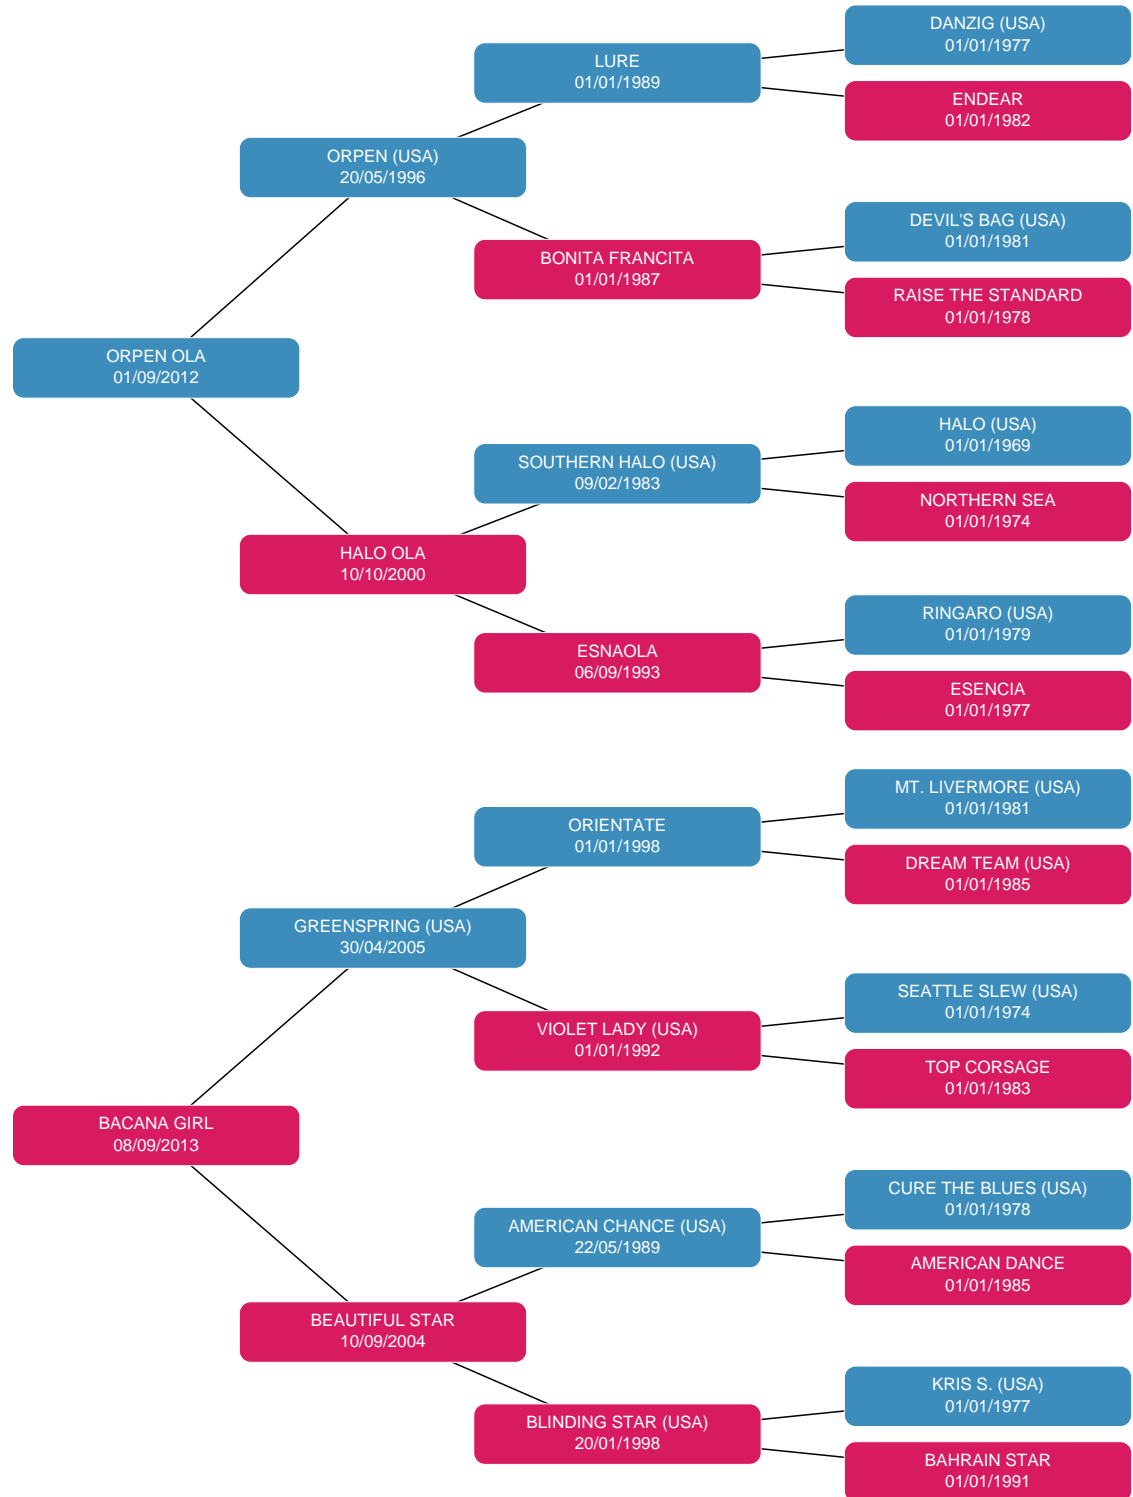 DANZIG (USA)
01/01/1977
LURE
01/01/1989
ENDEAR
01/01/1982
ORPEN (USA)
20/05/1996
DEVIL'S BAG (USA)
01/01/1981
BONITA FRANCITA
01/01/1987
RAISE THE STANDARD
01/01/1978
ORPEN OLA
01/09/2012
HALO (USA)
01/01/1969
SOUTHERN HALO (USA)
09/02/1983
NORTHERN SEA
01/01/1974
HALO OLA
10/10/2000
RINGARO (USA)
01/01/1979
ESNAOLA
06/09/1993
ESENCIA
01/01/1977
MT. LIVERMORE (USA)
01/01/1981
ORIENTATE
01/01/1998
DREAM TEAM (USA)
01/01/1985
GREENSPRING (USA)
30/04/2005
SEATTLE SLEW (USA)
01/01/1974
VIOLET LADY (USA)
01/01/1992
TOP CORSAGE
01/01/1983
BACANA GIRL
08/09/2013
CURE THE BLUES (USA)
01/01/1978
AMERICAN CHANCE (USA)
22/05/1989
AMERICAN DANCE
01/01/1985
BEAUTIFUL STAR
10/09/2004
KRIS S. (USA)
01/01/1977
BLINDING STAR (USA)
20/01/1998
BAHRAIN STAR
01/01/1991